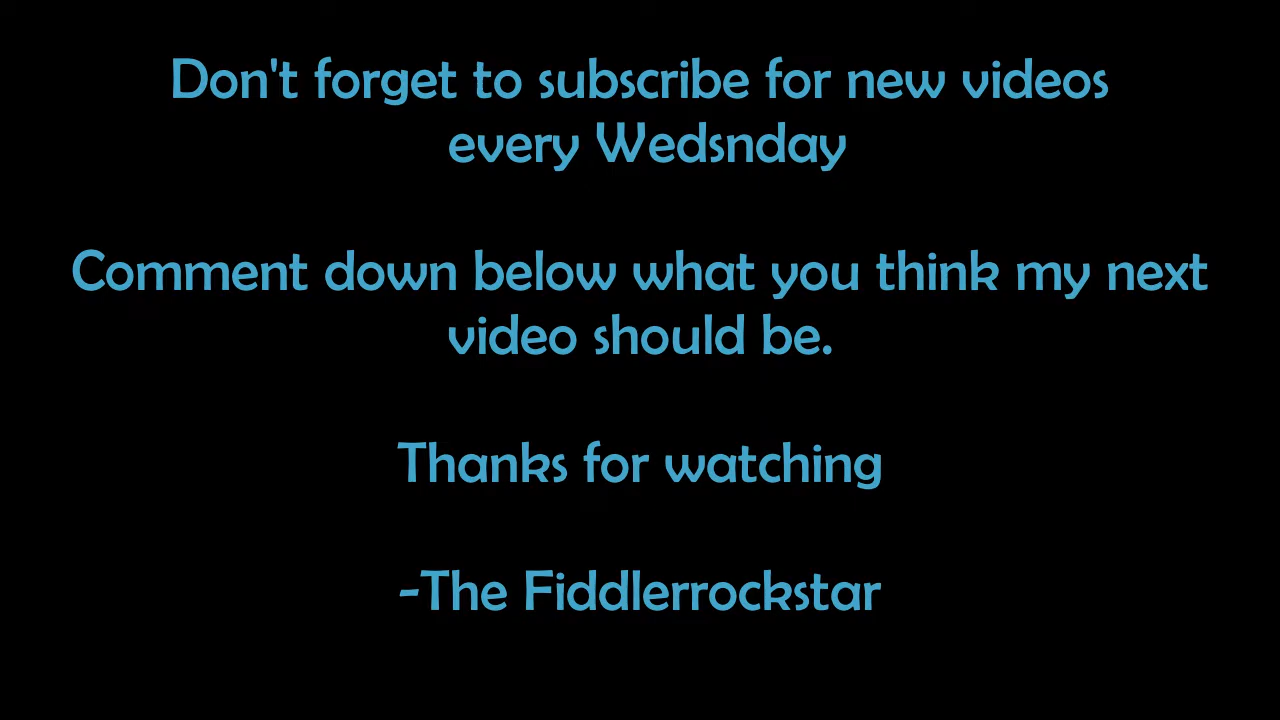 Don't forget to subscribe for new videos
every Wedsnday
Comment down below what you think my next
video should be.
Thanks for watching
-The Fiddlerrockstar